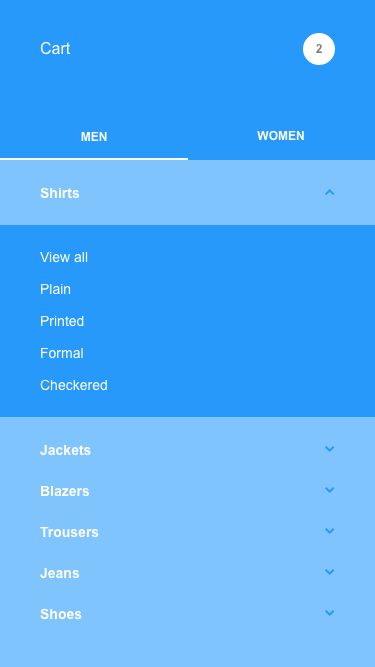 Cart
2
MEN
WOMEN
Shirts
View all
Plain
Printed
Formal
Checkered
Jackets
Blazers
Trousers
Jeans
Shoes